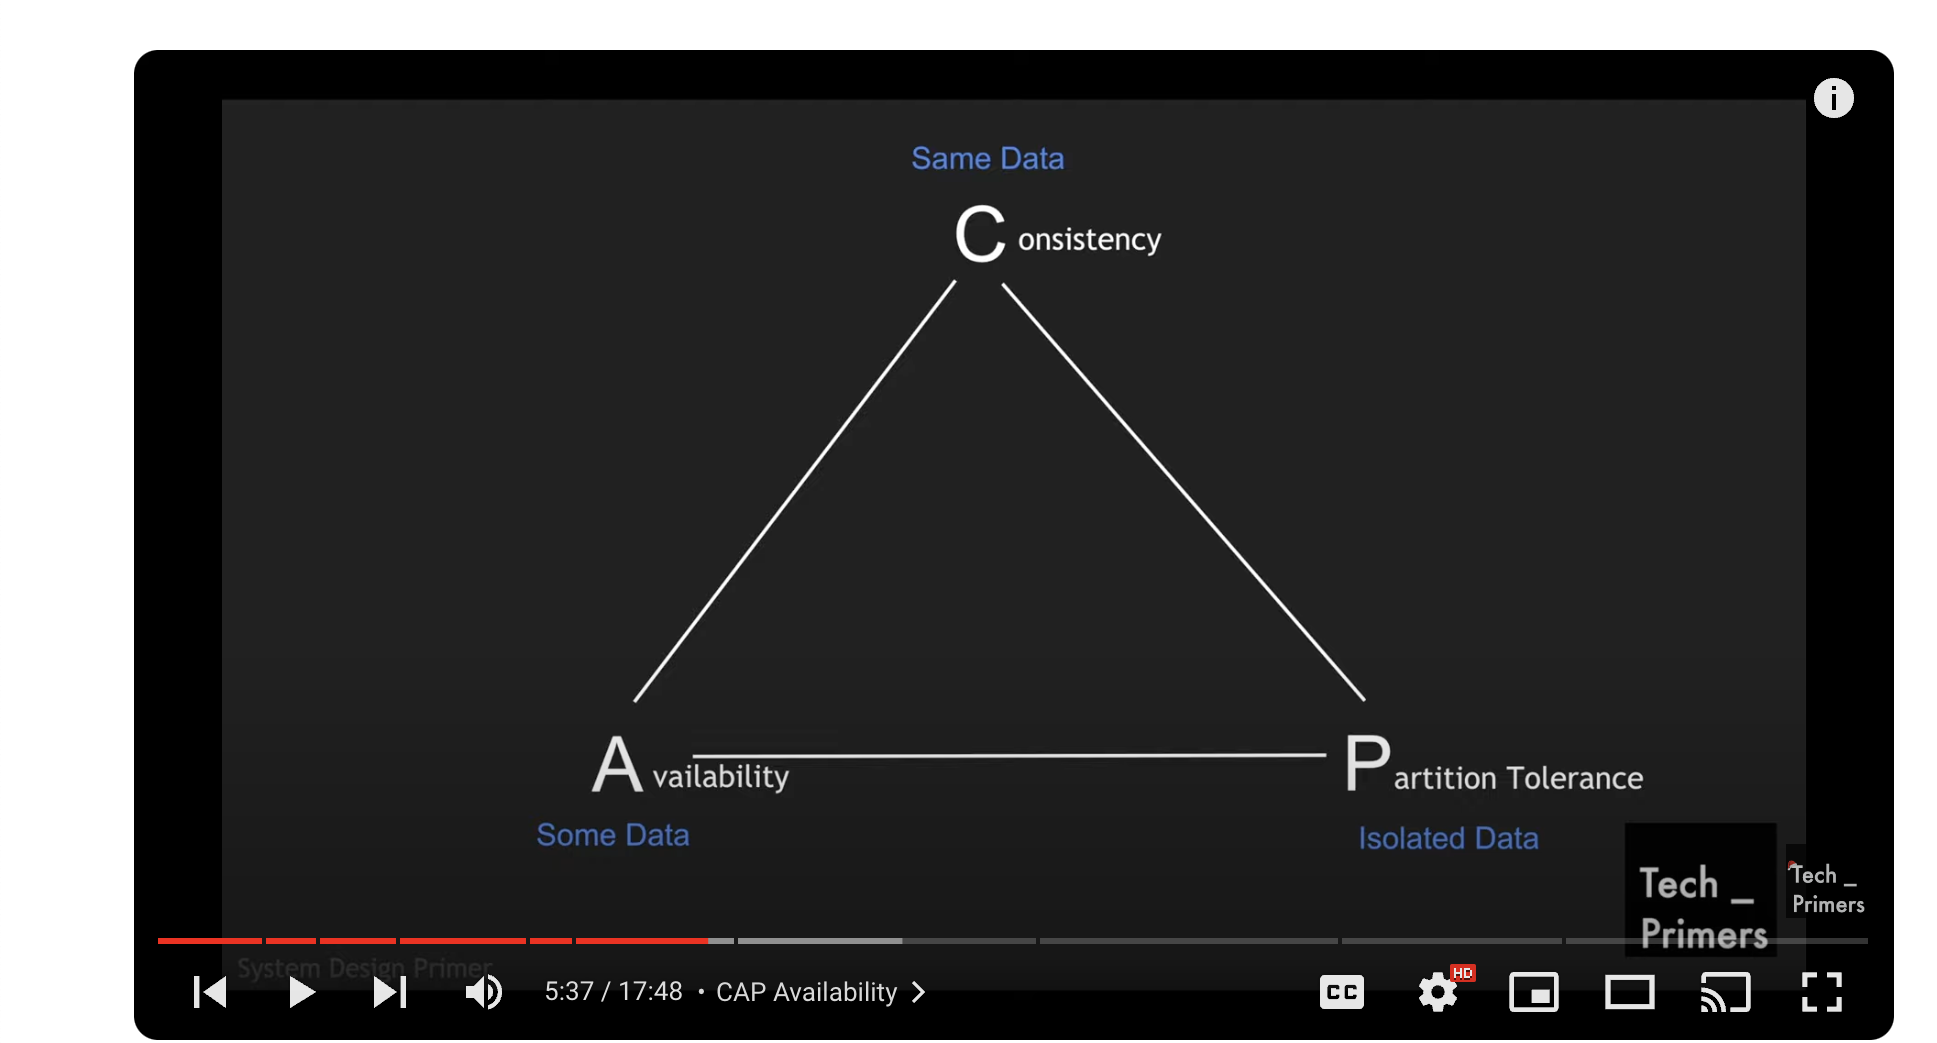 Same Data
Consistency
Availability
Partition Tolerance
Some Data
Isolated Data
Tech _
Primers
Tech _
Primers
System Design Primer
5:37 / 17:48 • CAP Availability
CC
HD